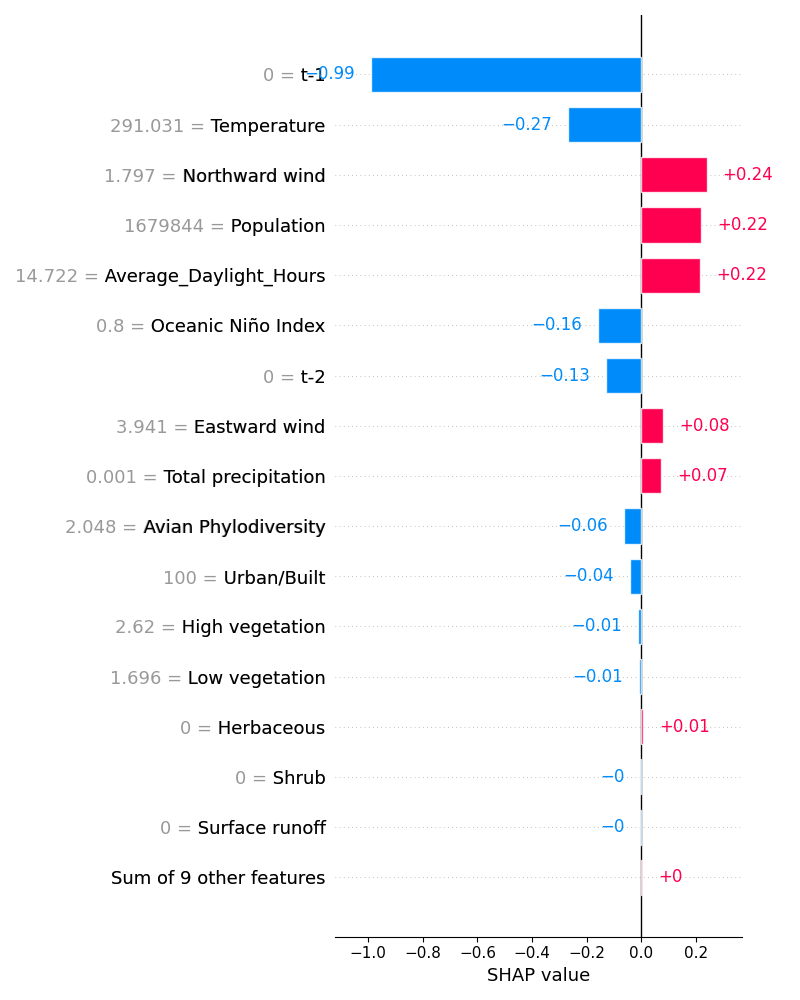 0 = t-1 −0.99
291.031 = Temperature −0.27
1.797 = Northward wind +0.24
1679844 = Population +0.22
14.722 = Average_Daylight_Hours +0.22
0.8 = Oceanic Niño Index −0.16
0 = t-2 −0.13
3.941 = Eastward wind +0.08
0.001 = Total precipitation +0.07
2.048 = Avian Phylodiversity −0.06
100 = Urban/Built −0.04
2.62 = High vegetation −0.01
1.696 = Low vegetation −0.01
0 = Herbaceous +0.01
0 = Shrub −0
0 = Surface runoff −0
Sum of 9 other features +0
−1.0 −0.8 −0.6 −0.4 −0.2 0.0 0.2
SHAP value